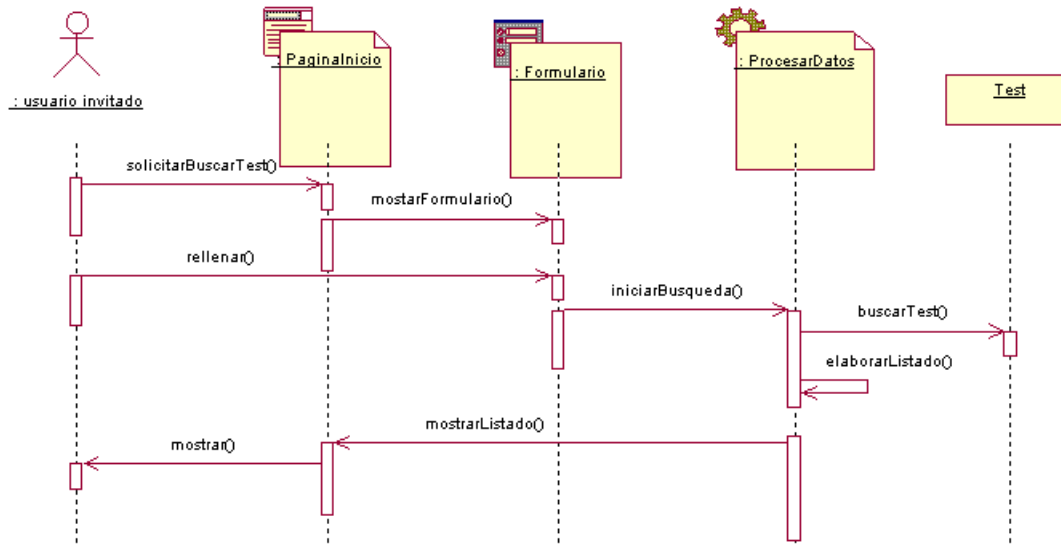 : usuario invitado
: PaginaInicio
: Formulario
: ProcesarDatos
Test
solicitarBuscarTest()
mostarFormulario()
rellenar()
iniciarBusqueda()
buscarTest()
elaborarListado()
mostrarListado()
mostrar()